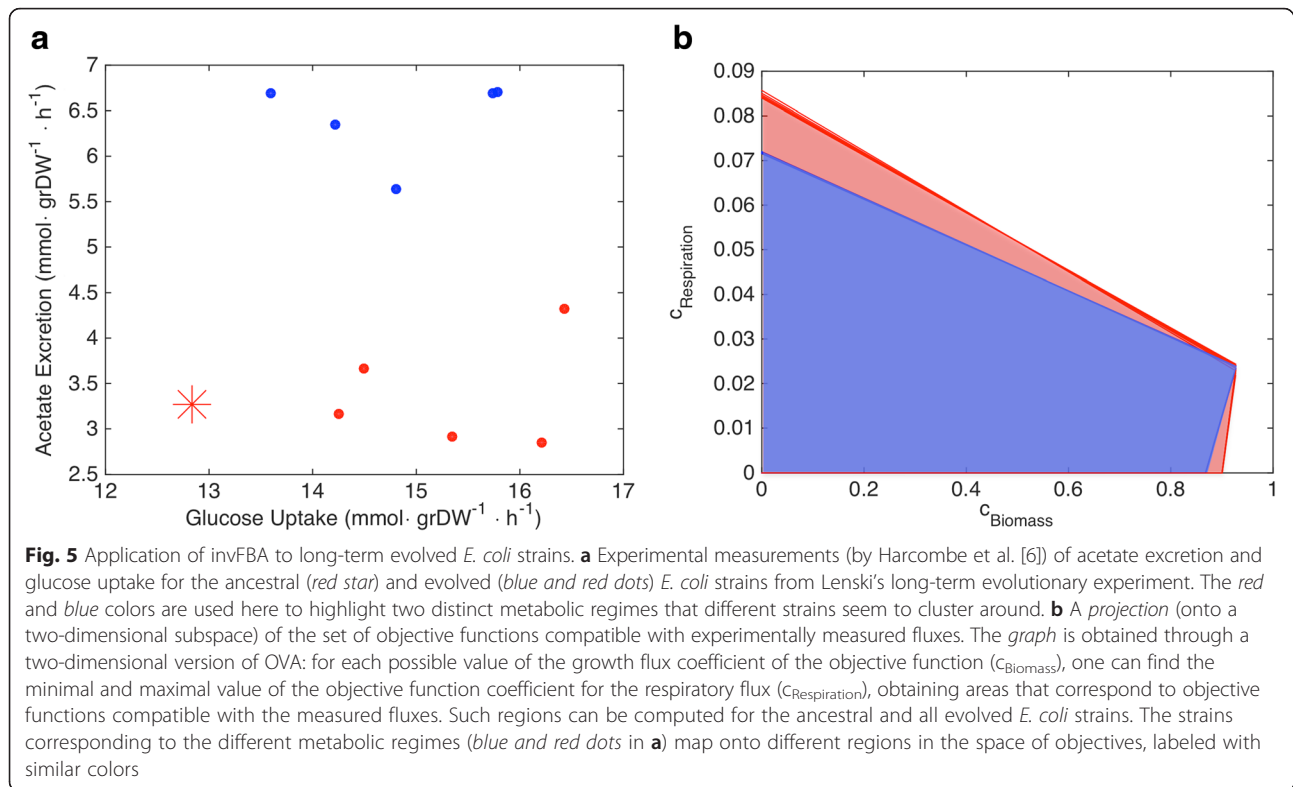 a
7
6.5
6
5.5
5
4.5
4
3.5
3
2.5
12 13 14 15 16 17
Acetate Excretion (mmol· grDW⁻¹ · h⁻¹)
Glucose Uptake (mmol· grDW⁻¹ · h⁻¹)
b
0.09
0.08
0.07
0.06
0.05
0.04
0.03
0.02
0.01
0
0 0.2 0.4 0.6 0.8 1
cRespiration
cBiomass
Fig. 5 Application of invFBA to long-term evolved E. coli strains. a Experimental measurements (by Harcombe et al. [6]) of acetate excretion and
glucose uptake for the ancestral (red star) and evolved (blue and red dots) E. coli strains from Lenski's long-term evolutionary experiment. The red
and blue colors are used here to highlight two distinct metabolic regimes that different strains seem to cluster around. b A projection (onto a
two-dimensional subspace) of the set of objective functions compatible with experimentally measured fluxes. The graph is obtained through a
two-dimensional version of OVA: for each possible value of the growth flux coefficient of the objective function (cBiomass), one can find the
minimal and maximal value of the objective function coefficient for the respiratory flux (cRespiration), obtaining areas that correspond to objective
functions compatible with the measured fluxes. Such regions can be computed for the ancestral and all evolved E. coli strains. The strains
corresponding to the different metabolic regimes (blue and red dots in a) map onto different regions in the space of objectives, labeled with
similar colors